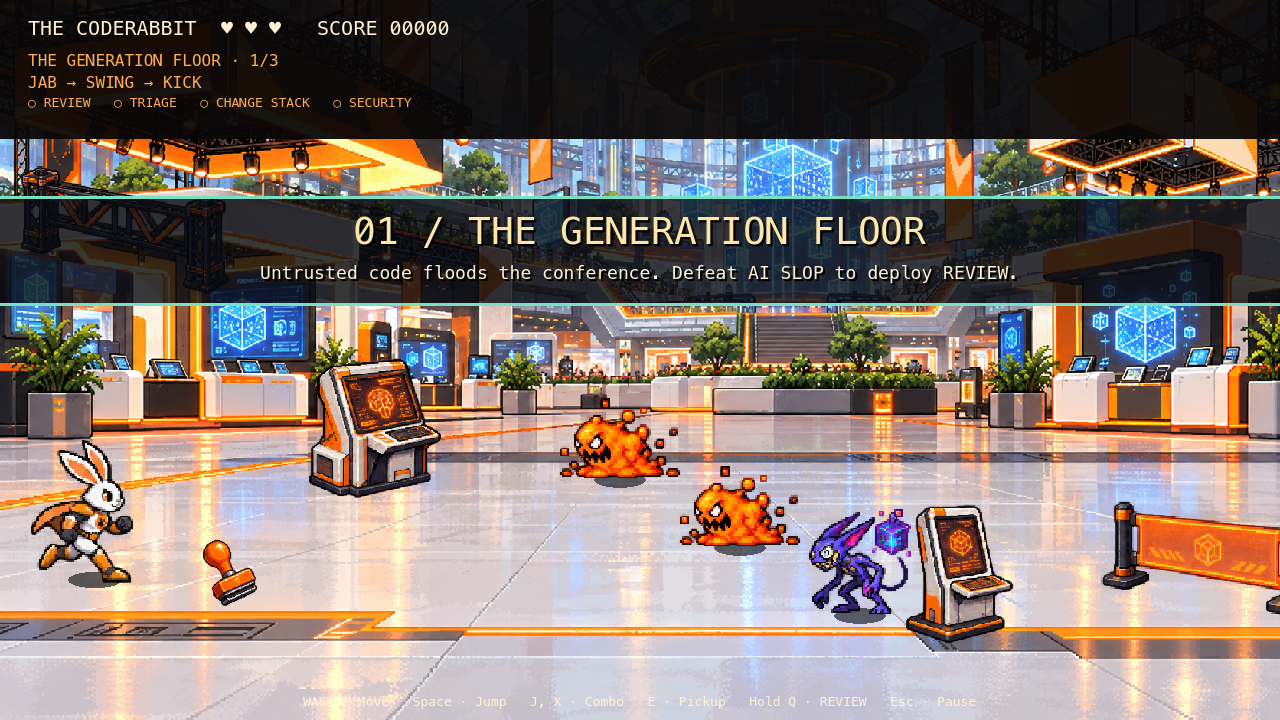 THE CODERABBIT ♥ ♥ ♥ SCORE 00000
THE GENERATION FLOOR · 1/3
JAB → SWING → KICK
○ REVIEW ○ TRIAGE ○ CHANGE STACK ○ SECURITY
01 / THE GENERATION FLOOR
Untrusted code floods the conference. Defeat AI SLOP to deploy REVIEW.
Move Space · Jump J, X · Combo E · Pickup Hold Q · REVIEW Esc · Pause